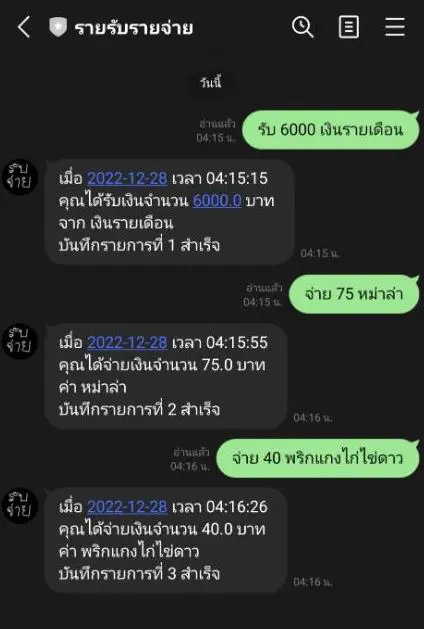 รายรับรายจ่าย
วันนี้
อ่านแล้ว
04:15 น.
รับ 6000 เงินรายเดือน
รับ
จ่าย
เมื่อ 2022-12-28 เวลา 04:15:15
คุณได้รับเงินจำนวน 6000.0 บาท
จาก เงินรายเดือน
บันทึกรายการที่ 1 สำเร็จ
04:15 น.
อ่านแล้ว
04:15 น.
จ่าย 75 หม่าล่า
รับ
จ่าย
เมื่อ 2022-12-28 เวลา 04:15:55
คุณได้จ่ายเงินจำนวน 75.0 บาท
ค่า หม่าล่า
บันทึกรายการที่ 2 สำเร็จ
04:16 น.
อ่านแล้ว
04:16 น.
จ่าย 40 พริกแกงไก่ไข่ดาว
รับ
จ่าย
เมื่อ 2022-12-28 เวลา 04:16:26
คุณได้จ่ายเงินจำนวน 40.0 บาท
ค่า พริกแกงไก่ไข่ดาว
บันทึกรายการที่ 3 สำเร็จ
04:16 น.